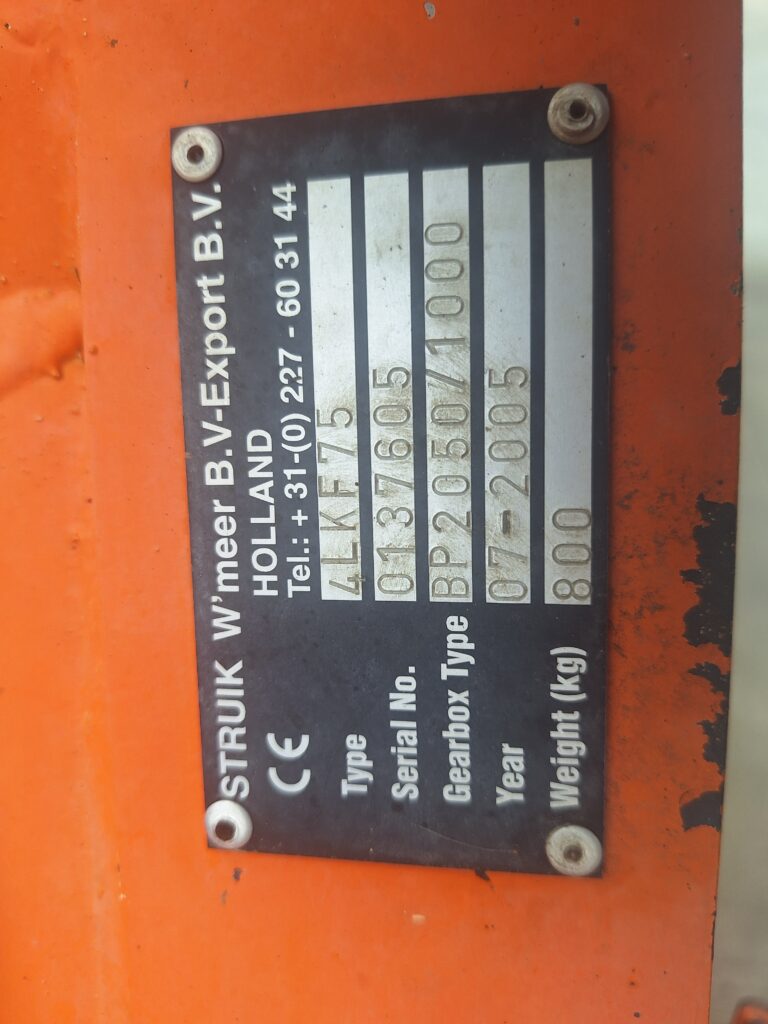 STRUIK W'meer B.V-Export B.V.
HOLLAND
CE Tel.: + 31-(0) 227 - 60 31 44
Type 4LKF75
Serial No. 0137605
Gearbox Type BP2050/1000
Year 07-2005
Weight (kg) 800